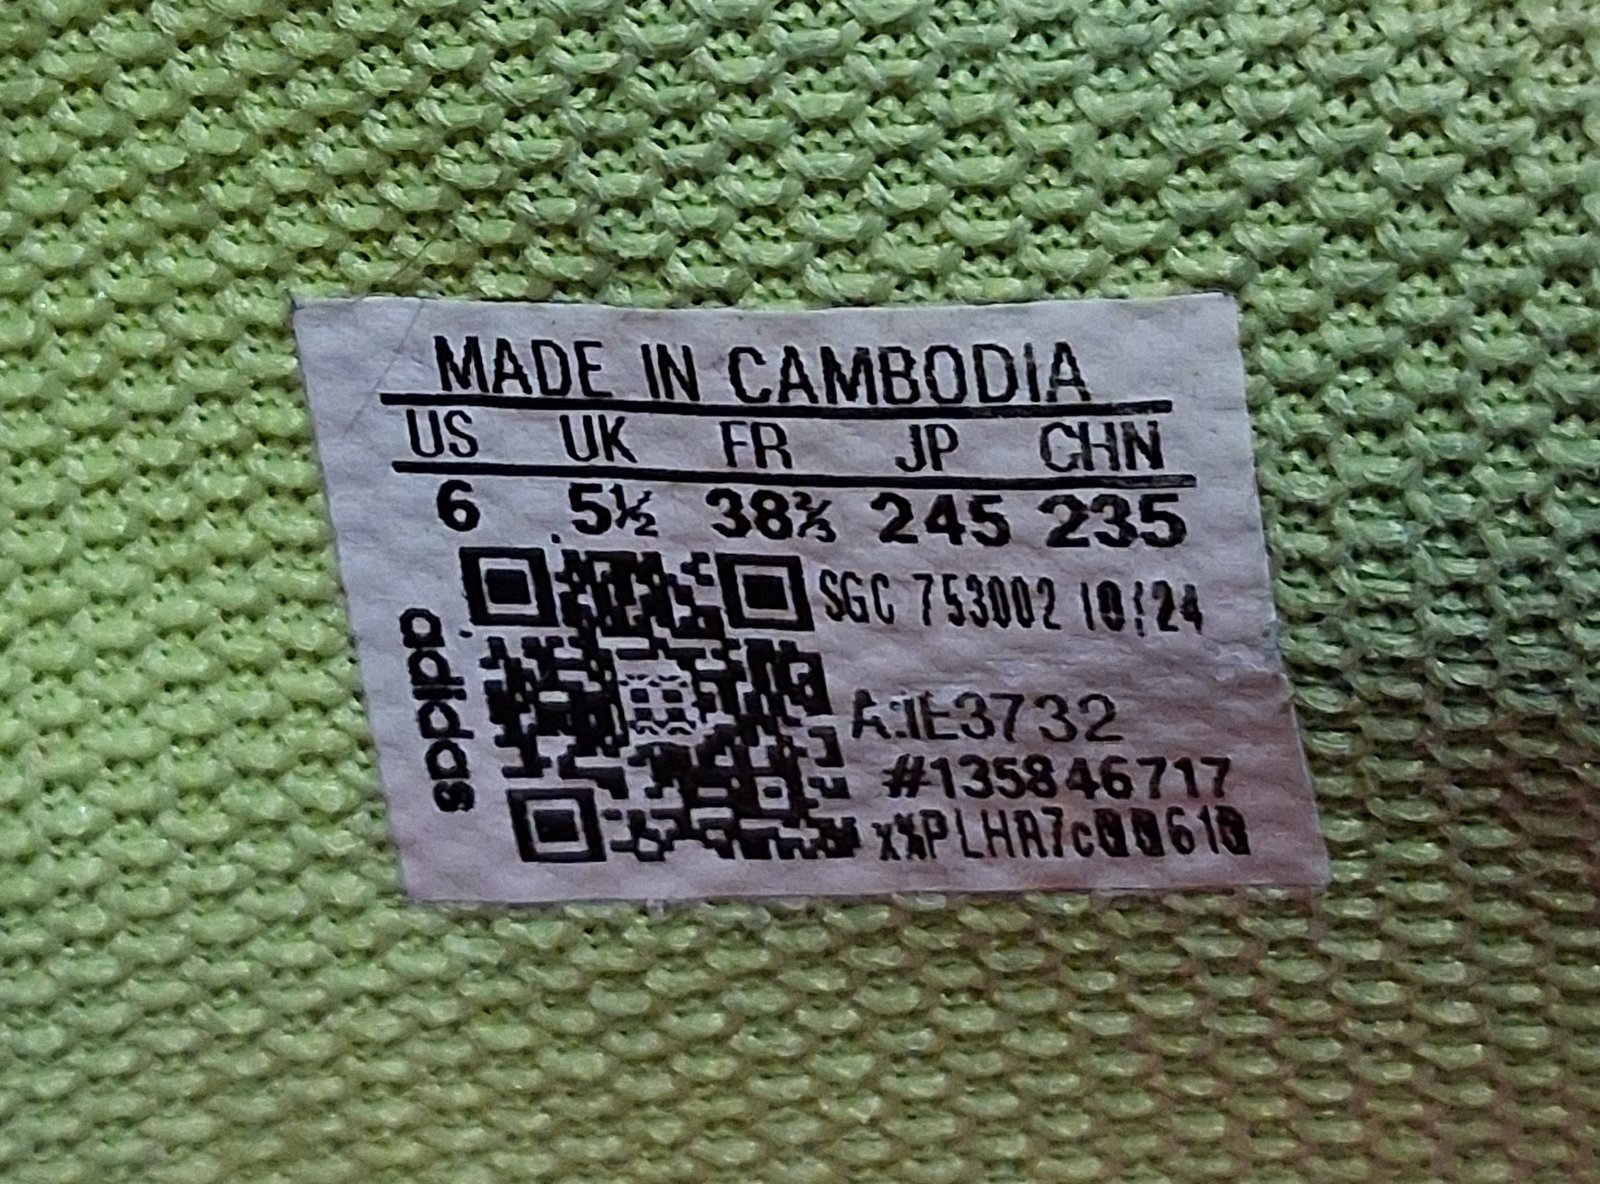 MADE IN CAMBODIA
US UK FR JP CHN
6 5½ 38⅔ 245 235
SGC 753002 10/24
adidas
#135846717